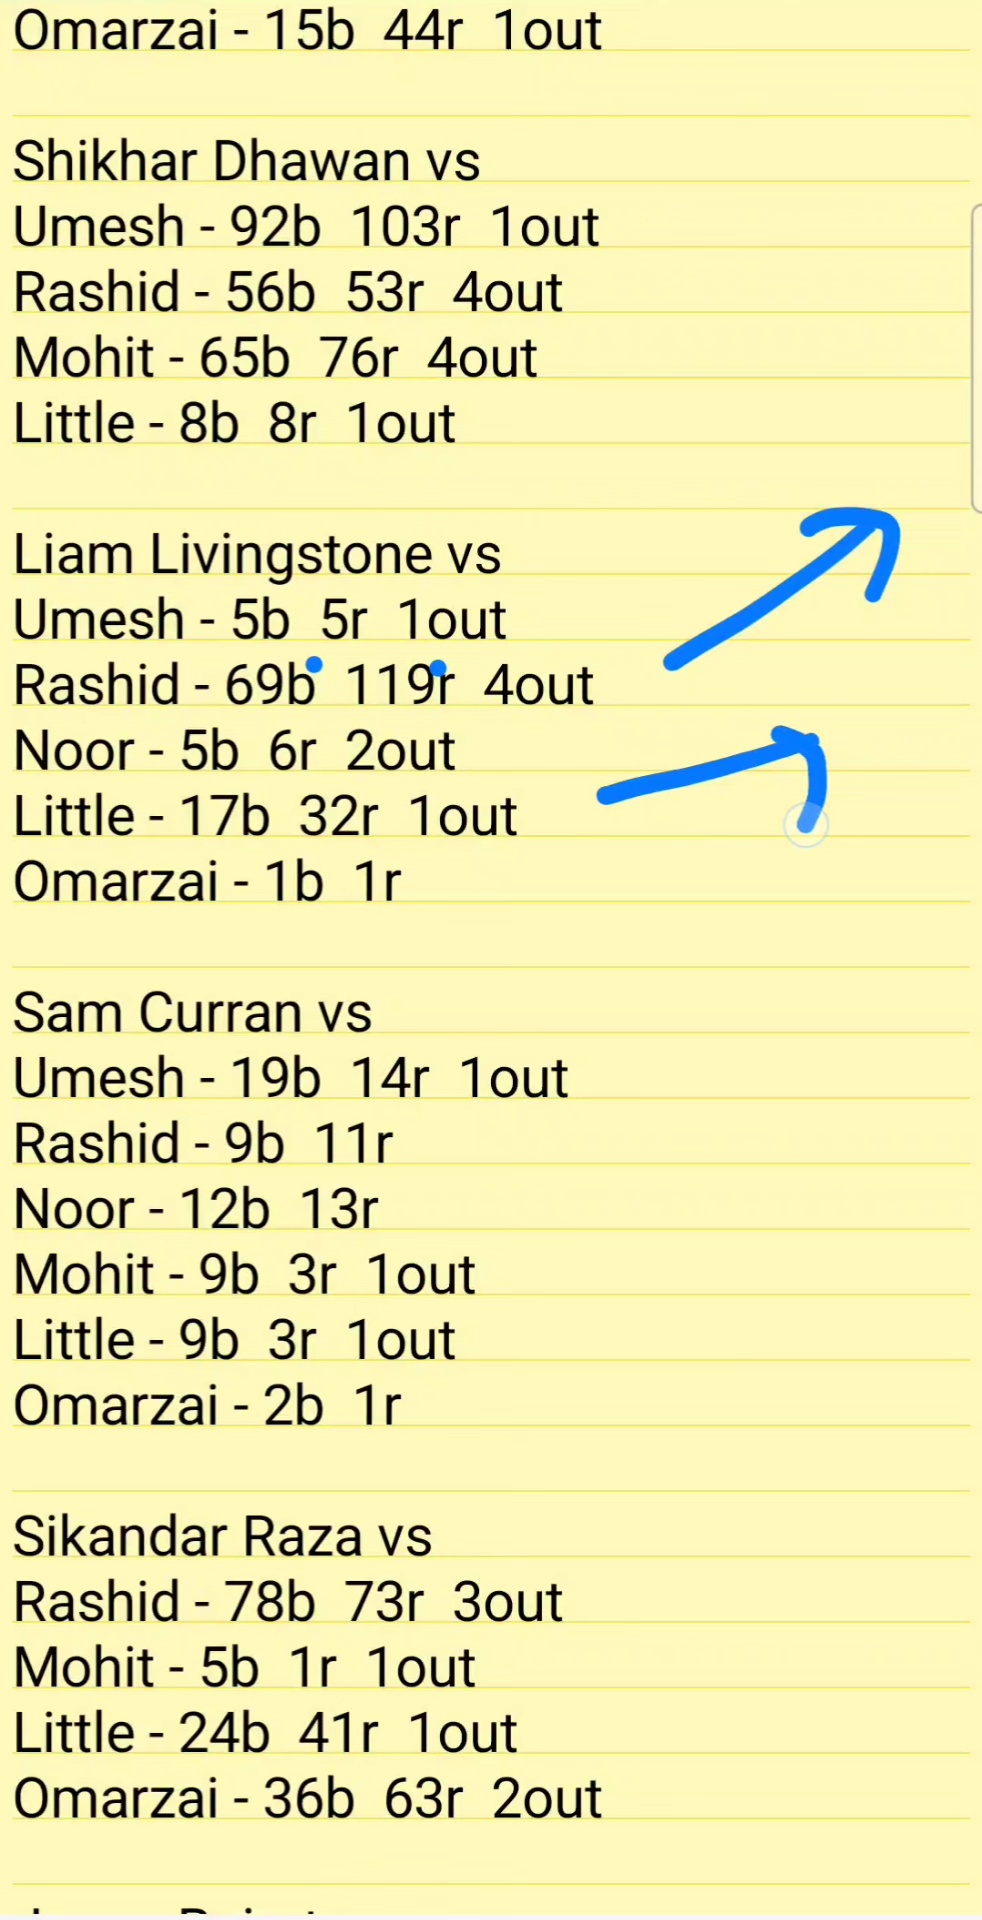 Omarzai - 15b 44r 1out
Shikhar Dhawan vs
Umesh - 92b 103r 1out
Rashid - 56b 53r 4out
Mohit - 65b 76r 4out
Little - 8b 8r 1out
Liam Livingstone vs
Umesh - 5b 5r 1out
Rashid - 69b 119r 4out
Noor - 5b 6r 2out
Little - 17b 32r 1out
Omarzai - 1b 1r
Sam Curran vs
Umesh - 19b 14r 1out
Rashid - 9b 11r
Noor - 12b 13r
Mohit - 9b 3r 1out
Little - 9b 3r 1out
Omarzai - 2b 1r
Sikandar Raza vs
Rashid - 78b 73r 3out
Mohit - 5b 1r 1out
Little - 24b 41r 1out
Omarzai - 36b 63r 2out